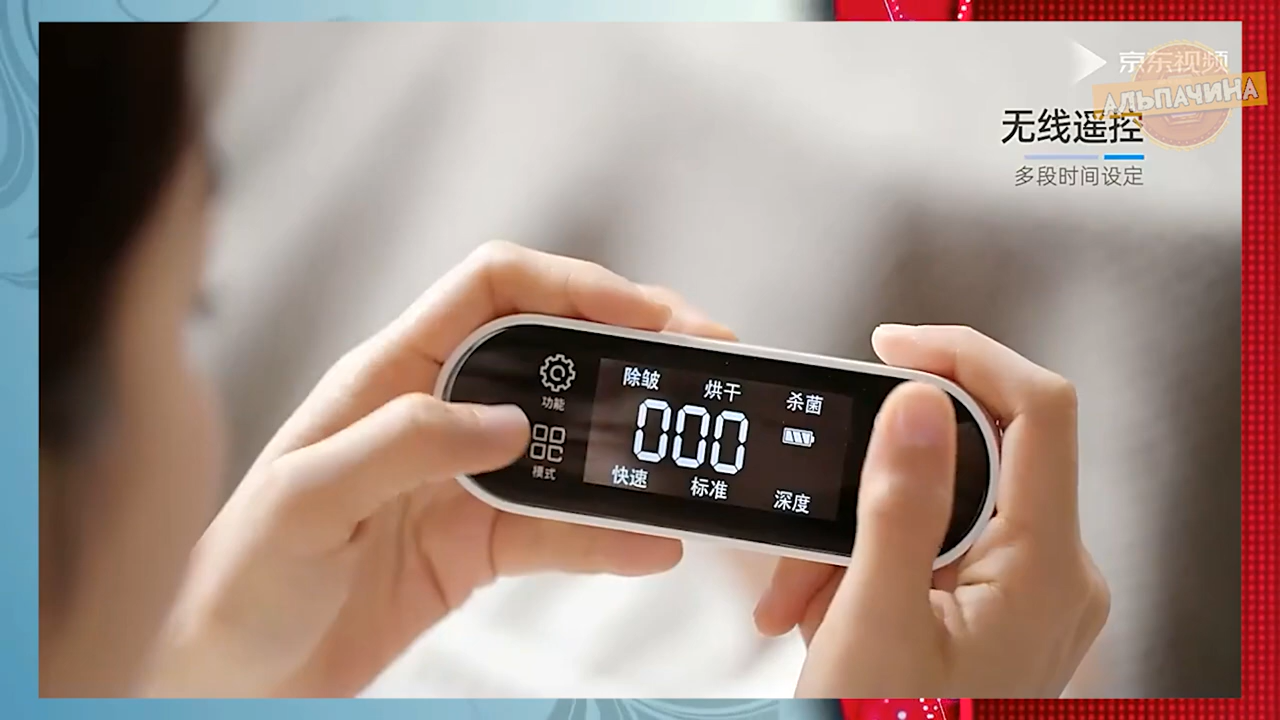 京东视频
АЛЬПАЧИНА
无线遥控
多段时间设定
功能
模式
除皱 烘干 杀菌
000
快速 标准 深度